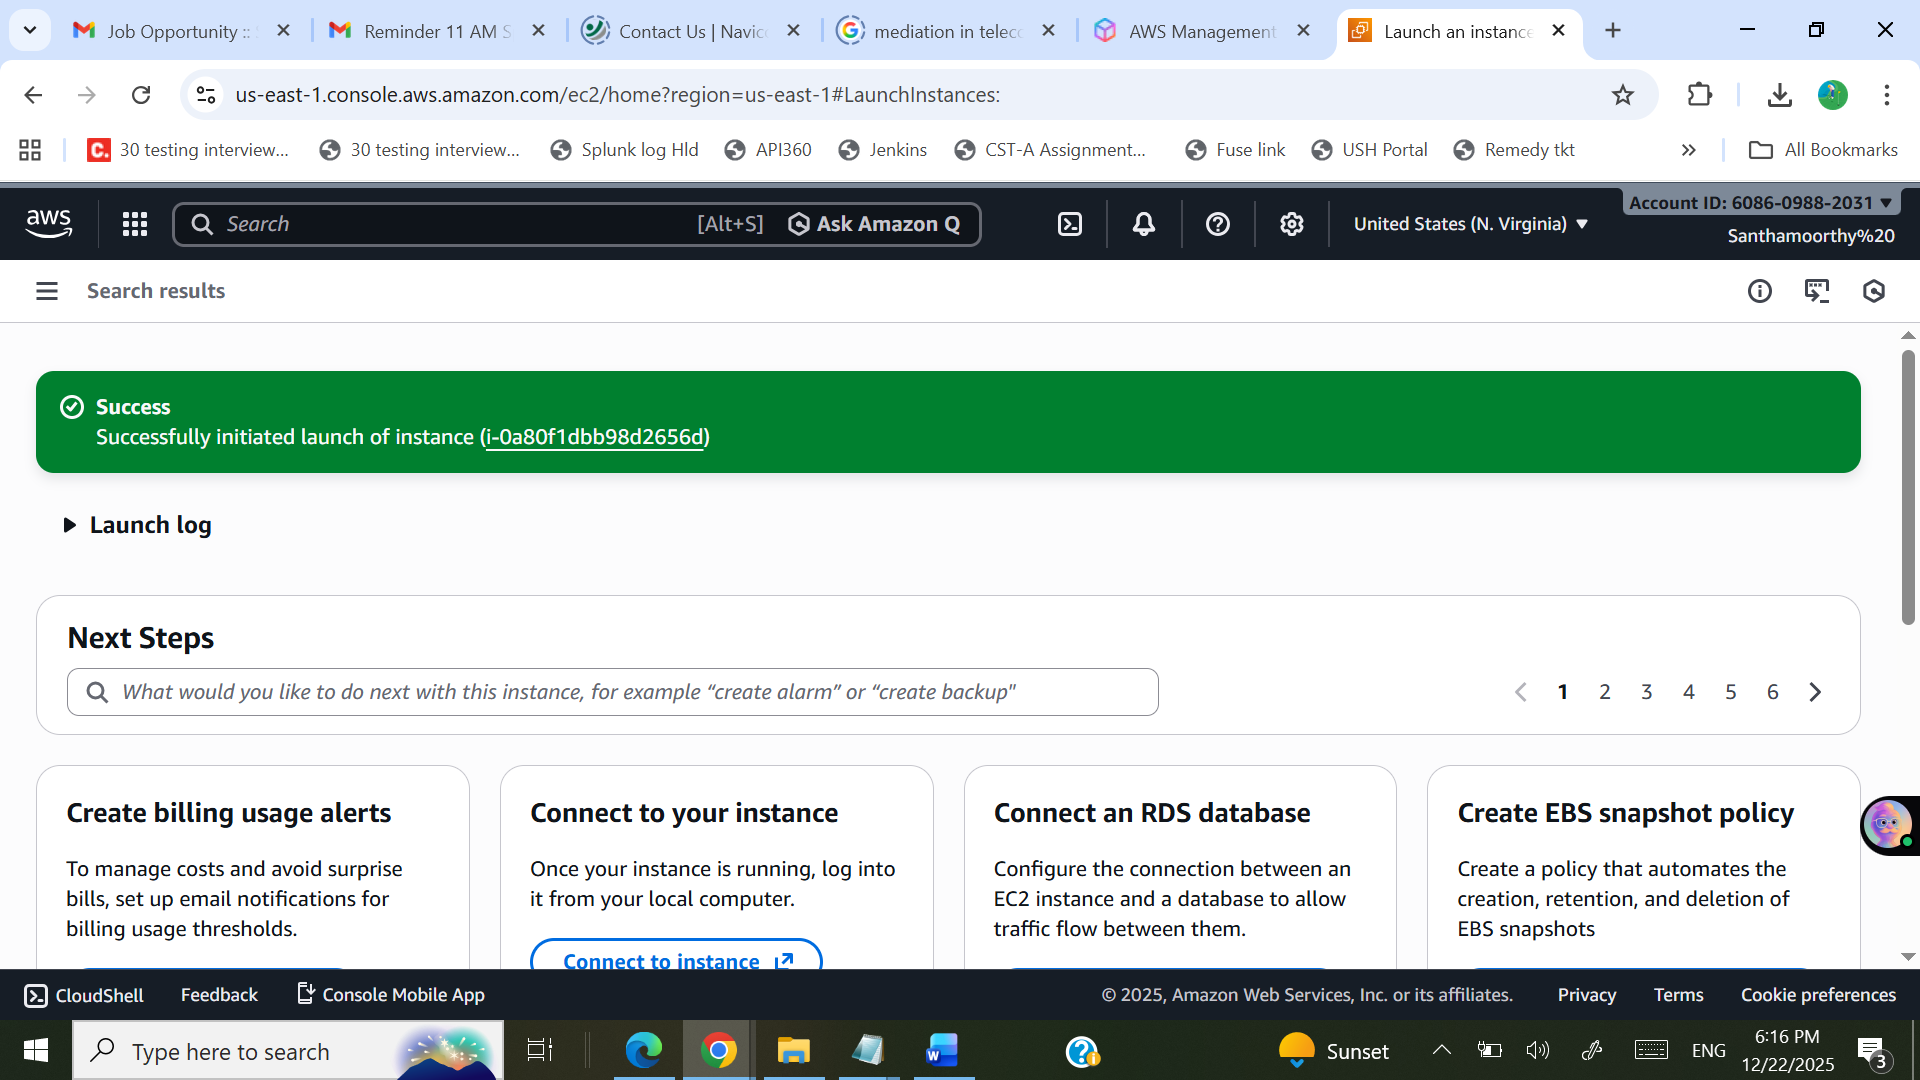 Job Opportunity ::
Reminder 11 AM S
Contact Us | Navic
mediation in telecc
AWS Management
Launch an instance
us-east-1.console.aws.amazon.com/ec2/home?region=us-east-1#LaunchInstances:
C. 30 testing interview...
30 testing interview...
Splunk log Hld
API360
Jenkins
CST-A Assignment...
Fuse link
USH Portal
Remedy tkt
»
All Bookmarks
aws
Search
[Alt+S]
Ask Amazon Q
United States (N. Virginia) ▼
Account ID: 6086-0988-2031 ▼
Santhamoorthy%20
Search results
Success
Successfully initiated launch of instance (i-0a80f1dbb98d2656d)
Launch log
Next Steps
What would you like to do next with this instance, for example “create alarm” or “create backup"
1 2 3 4 5 6
Create billing usage alerts
To manage costs and avoid surprise
bills, set up email notifications for
billing usage thresholds.
Connect to your instance
Once your instance is running, log into
it from your local computer.
Connect to instance
Connect an RDS database
Configure the connection between an
EC2 instance and a database to allow
traffic flow between them.
Create EBS snapshot policy
Create a policy that automates the
creation, retention, and deletion of
EBS snapshots
CloudShell
Feedback
Console Mobile App
© 2025, Amazon Web Services, Inc. or its affiliates.
Privacy
Terms
Cookie preferences
Type here to search
Sunset
ENG
6:16 PM
12/22/2025
3